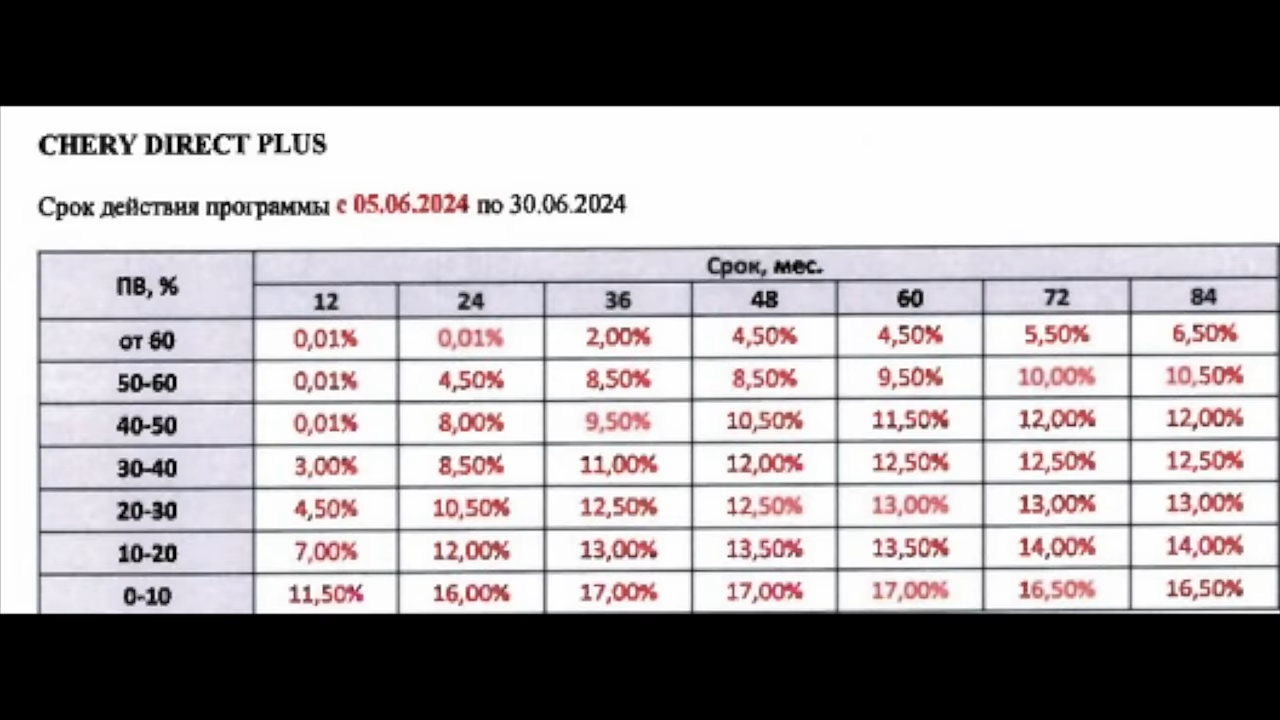 CHERY DIRECT PLUS
Срок действия программы с 05.06.2024 по 30.06.2024
ПВ, % Срок, мес.
12 24 36 48 60 72 84
от 60 0,01% 0,01% 2,00% 4,50% 4,50% 5,50% 6,50%
50-60 0,01% 4,50% 8,50% 8,50% 9,50% 10,00% 10,50%
40-50 0,01% 8,00% 9,50% 10,50% 11,50% 12,00% 12,00%
30-40 3,00% 8,50% 11,00% 12,00% 12,50% 12,50% 12,50%
20-30 4,50% 10,50% 12,50% 12,50% 13,00% 13,00% 13,00%
10-20 7,00% 12,00% 13,00% 13,50% 13,50% 14,00% 14,00%
0-10 11,50% 16,00% 17,00% 17,00% 17,00% 16,50% 16,50%